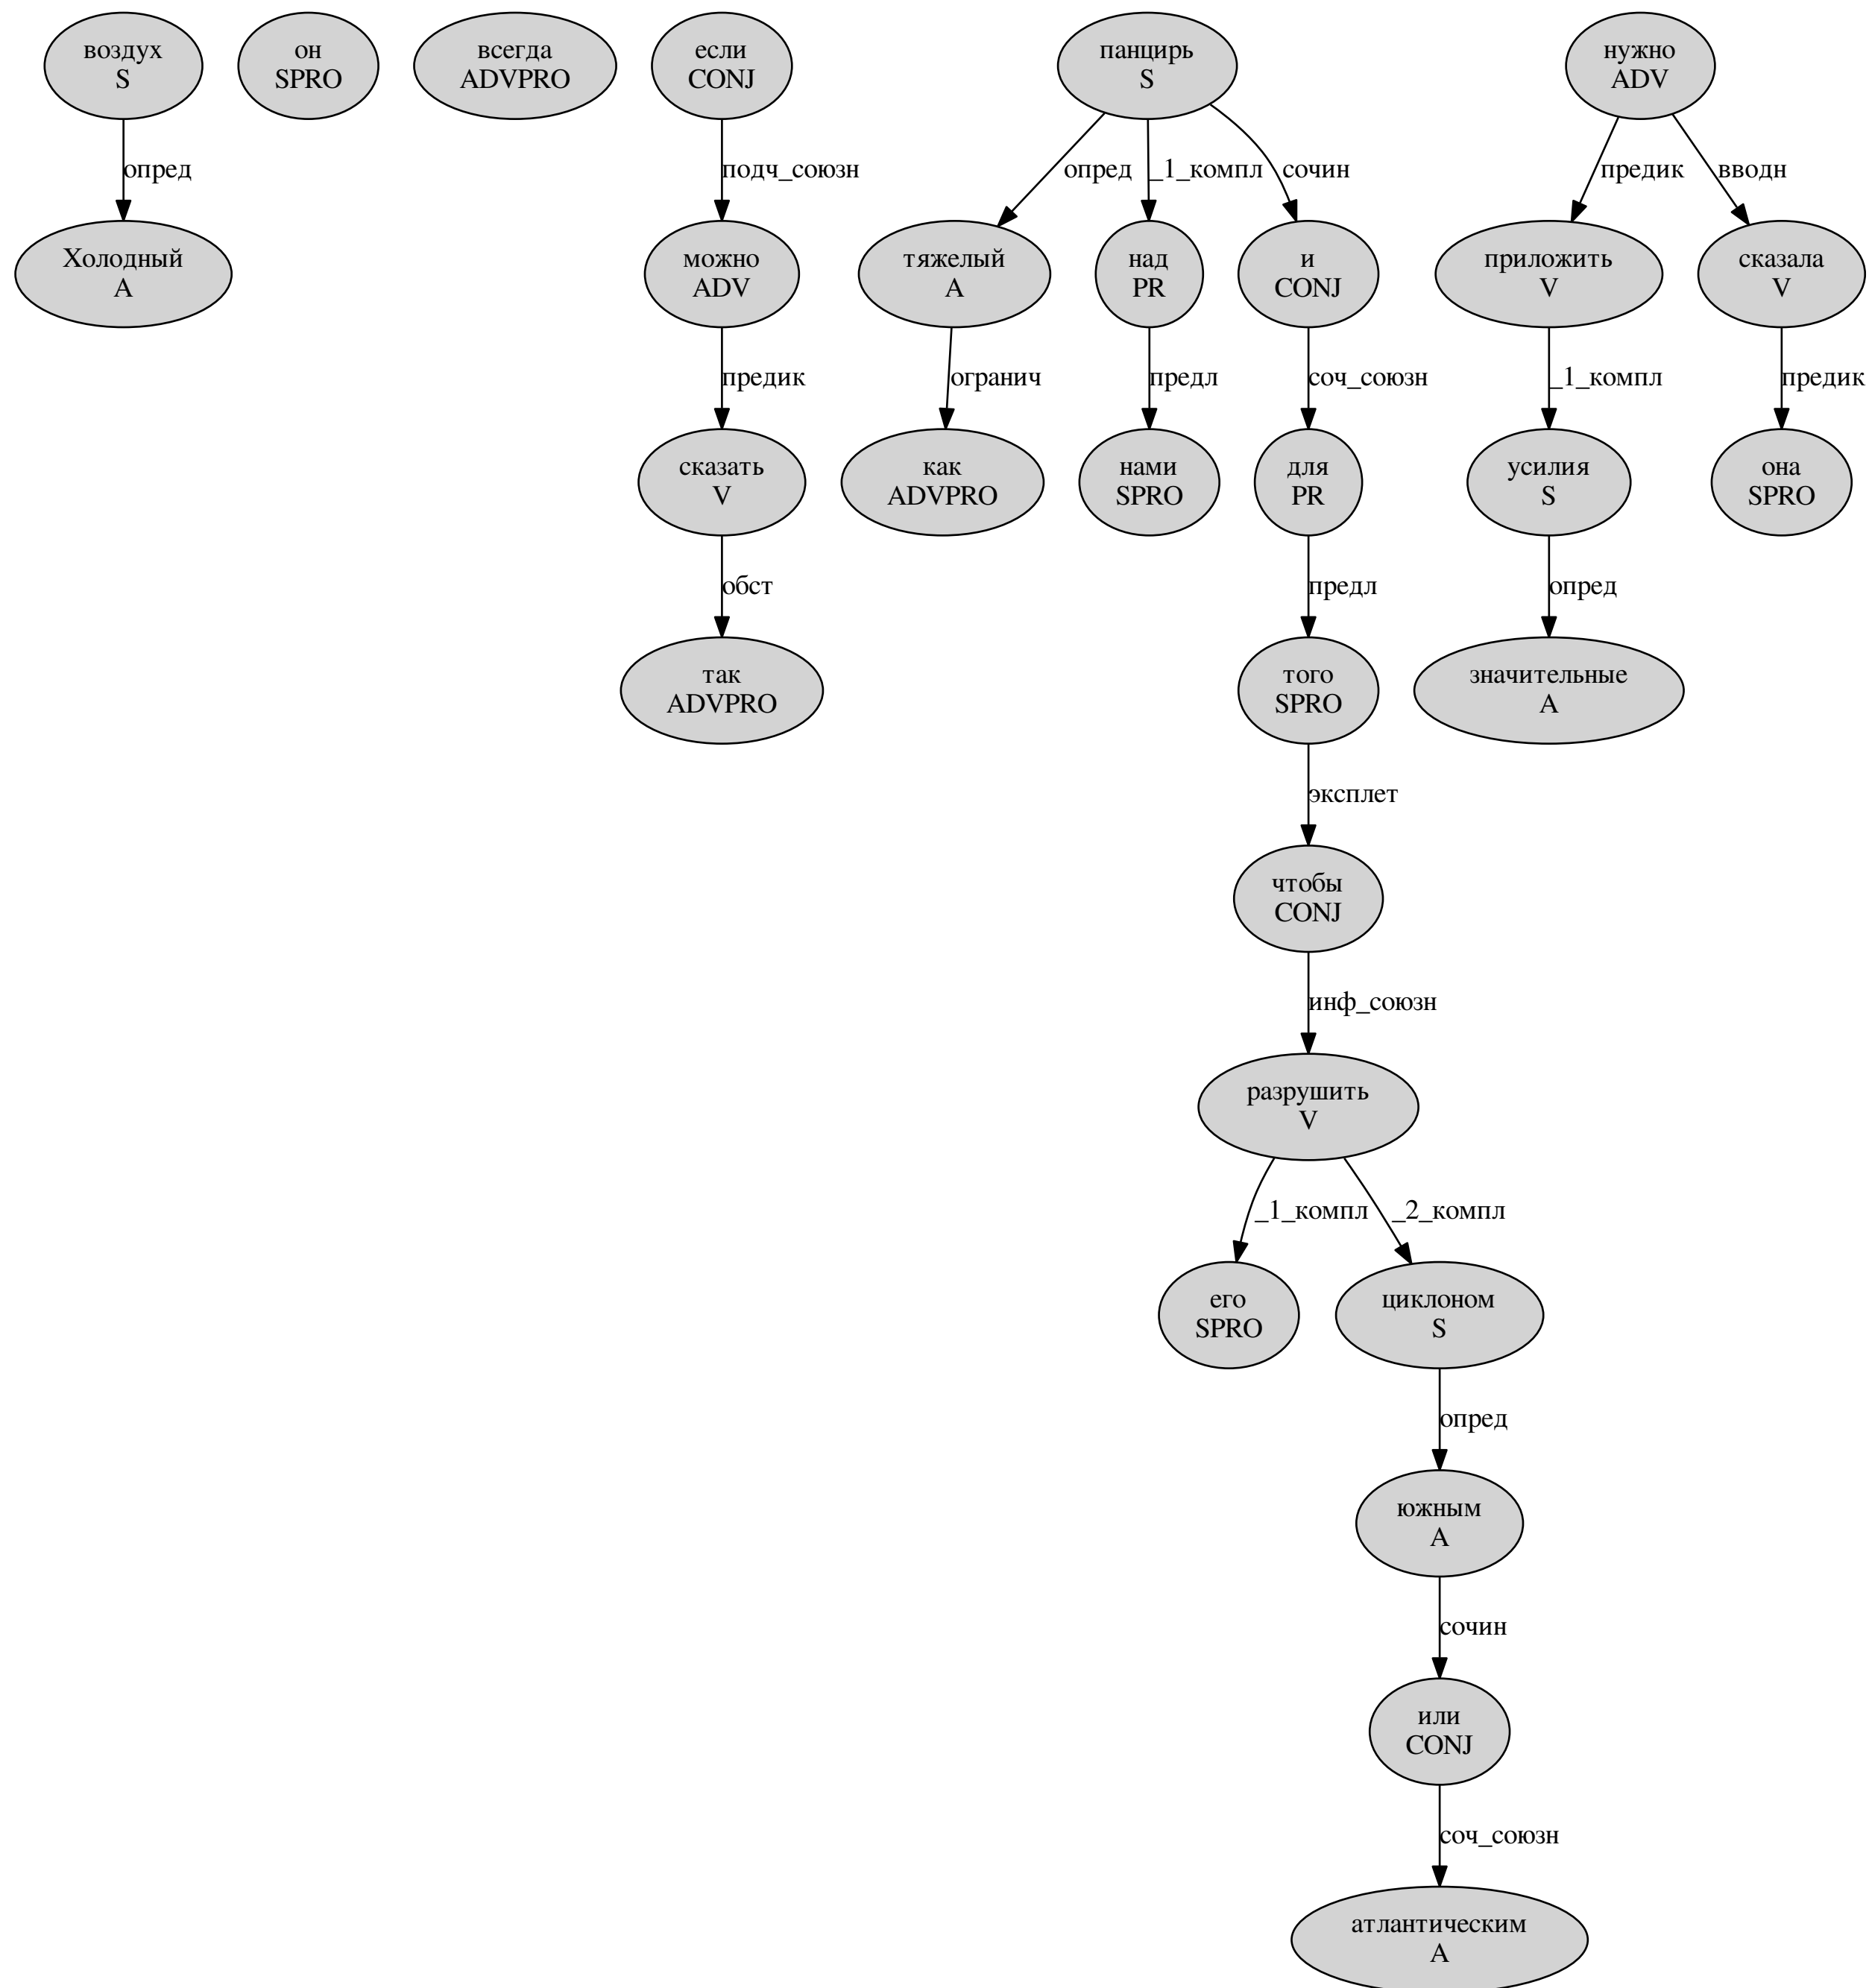 воздух
S
он
SPRO
всегда
ADVPRO
если
CONJ
панцирь
S
нужно
ADV
опред
подч_союзн
опред
_1_компл
сочин
предик
вводн
Холодный
A
можно
ADV
тяжелый
A
над
PR
и
CONJ
приложить
V
сказала
V
предик
огранич
предл
соч_союзн
_1_компл
предик
сказать
V
как
ADVPRO
нами
SPRO
для
PR
усилия
S
она
SPRO
обст
предл
опред
так
ADVPRO
того
SPRO
значительные
A
эксплет
чтобы
CONJ
инф_союзн
разрушить
V
_1_компл
_2_компл
его
SPRO
циклоном
S
опред
южным
A
сочин
или
CONJ
соч_союзн
атлантическим
A